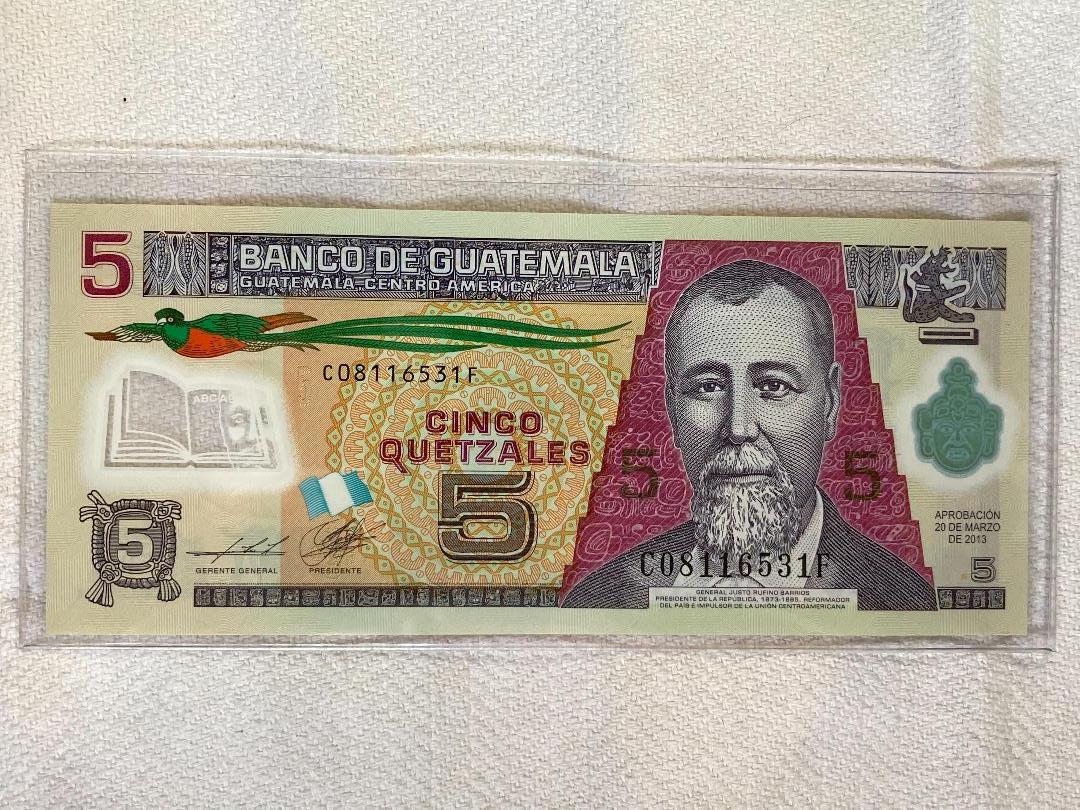 5
BANCO DE GUATEMALA
GUATEMALA, CENTRO AMERICA
C08116531F
ABC
CINCO
QUETZALES
5
5
5
5
GERENTE GENERAL
PRESIDENTE
C08116531F
GENERAL JUSTO RUFINO BARRIOS
PRESIDENTE DE LA REPÚBLICA, 1873-1885, REFORMADOR
DEL PAÍS E IMPULSOR DE LA UNIÓN CENTROAMERICANA
APROBACIÓN
20 DE MARZO
DE 2013
5